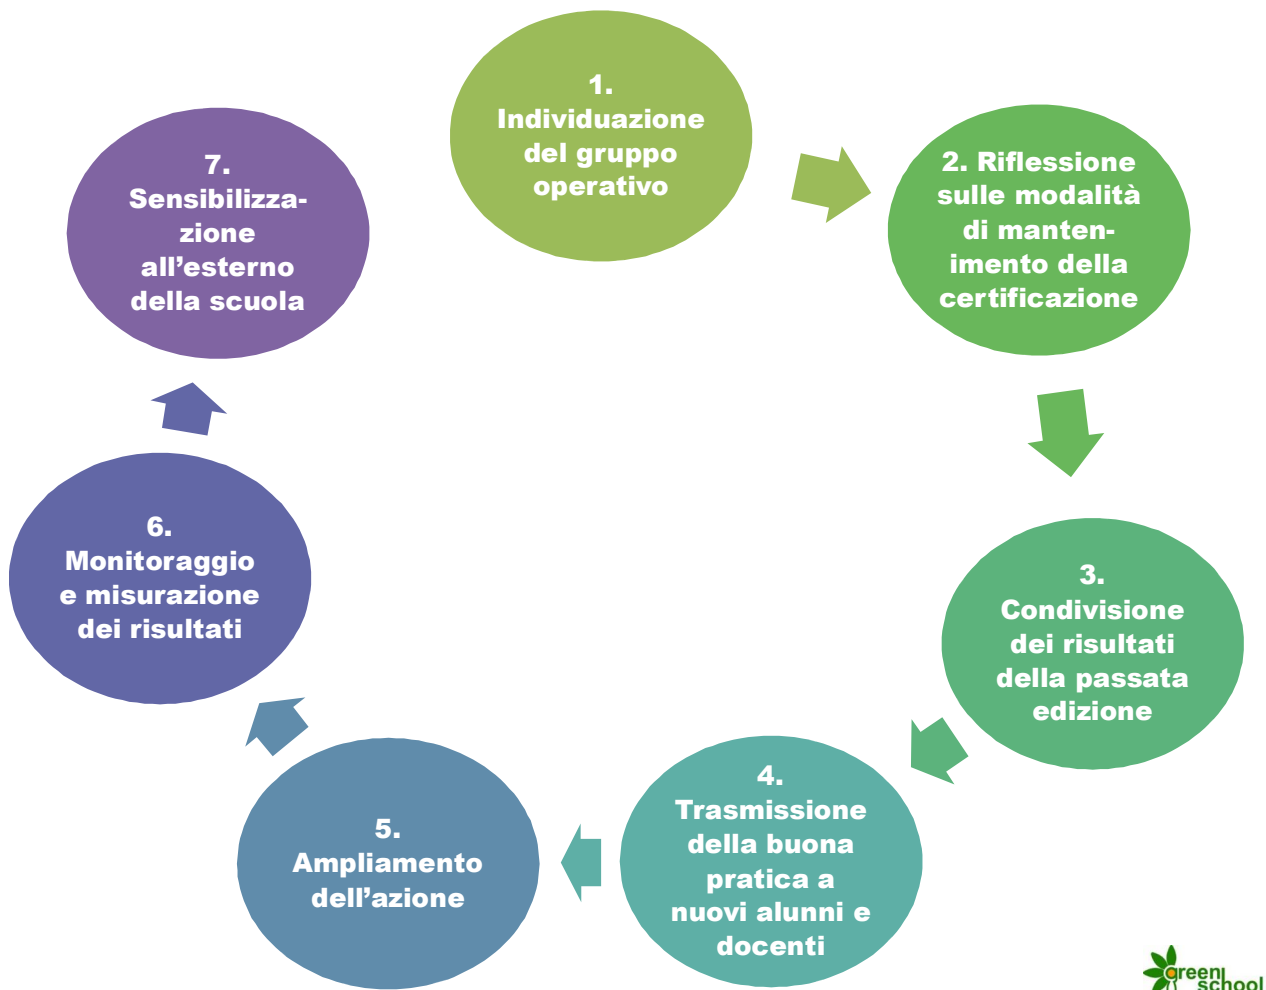 1.
Individuazione
del gruppo
operativo
2. Riflessione
sulle modalità
di manten-
imento della
certificazione
3.
Condivisione
dei risultati
della passata
edizione
4.
Trasmissione
della buona
pratica a
nuovi alunni e
docenti
5.
Ampliamento
dell’azione
6.
Monitoraggio
e misurazione
dei risultati
7.
Sensibilizza-
zione
all’esterno
della scuola
green
school